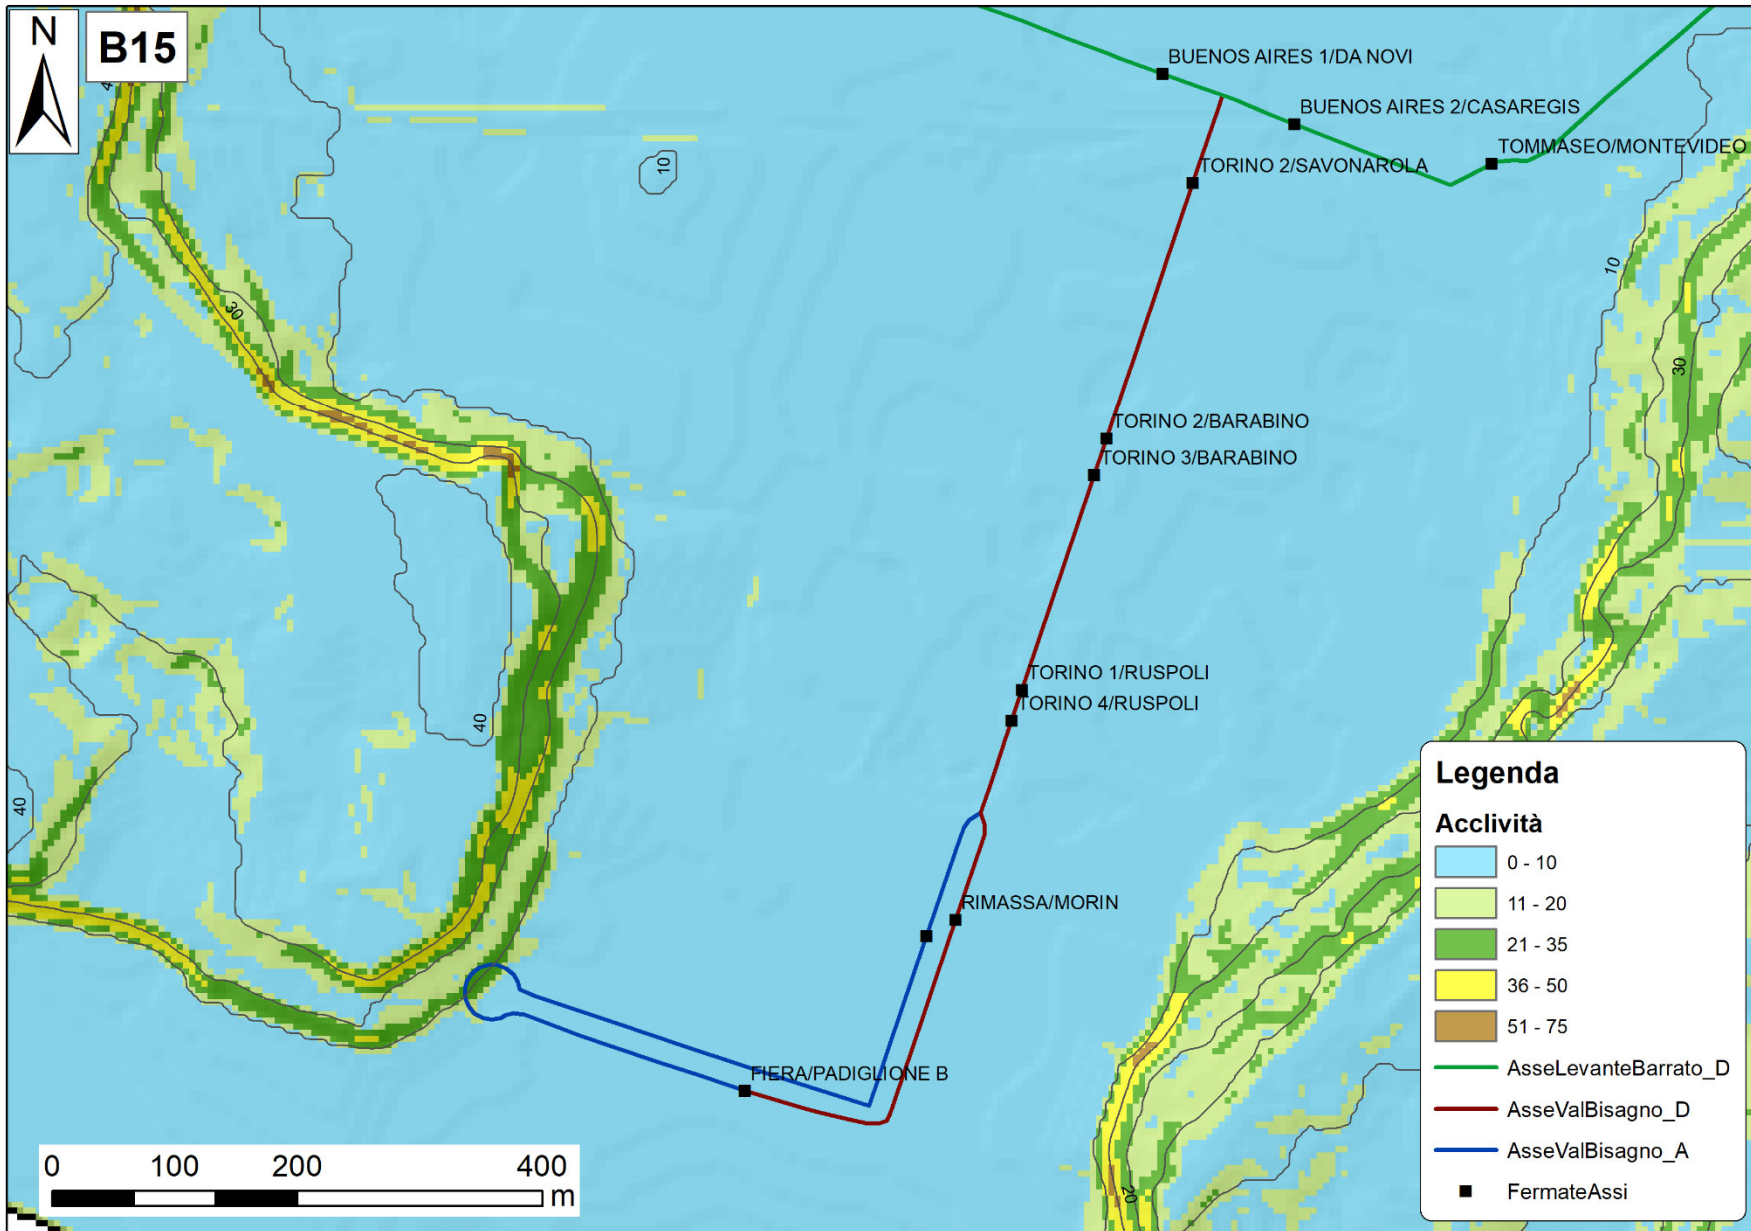 N
B15
BUENOS AIRES 1/DA NOVI
BUENOS AIRES 2/CASAREGIS
TOMMASEO/MONTEVIDEO
TORINO 2/SAVONAROLA
10
10
30
30
TORINO 2/BARABINO
TORINO 3/BARABINO
TORINO 1/RUSPOLI
TORINO 4/RUSPOLI
40
40
RIMASSA/MORIN
FIERA/PADIGLIONE B
20
Legenda
Acclività
0 - 10
11 - 20
21 - 35
36 - 50
51 - 75
AsseLevanteBarrato_D
AsseValBisagno_D
AsseValBisagno_A
FermateAssi
0 100 200 400
m